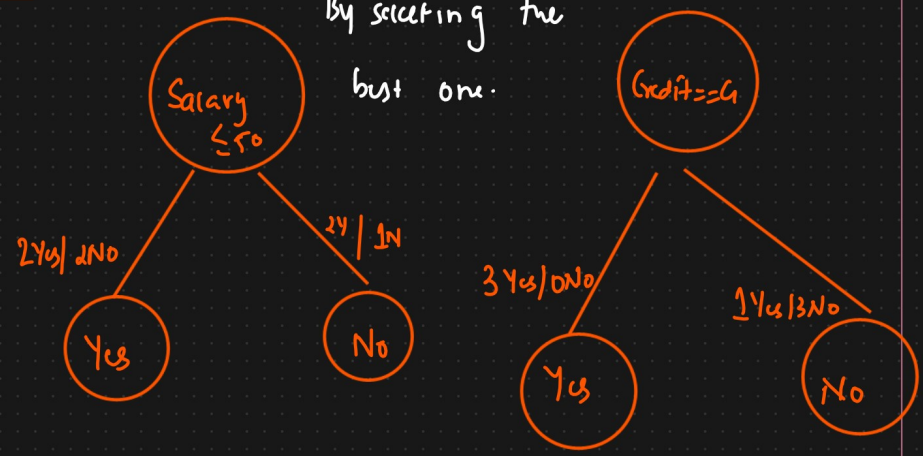 By selecting the
best one.
Salary
≤50
Credit==G
2Yes/2No
2Y/1N
3Yes/0No
1Yes/3No
Yes
No
Yes
No